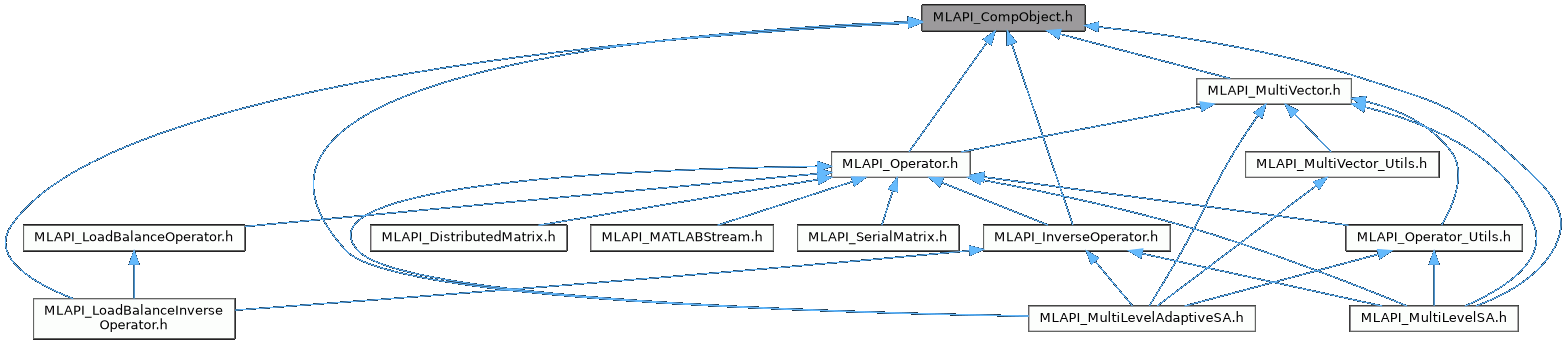 MLAPI_CompObject.h
MLAPI_MultiVector.h
MLAPI_Operator.h
MLAPI_MultiVector_Utils.h
MLAPI_LoadBalanceOperator.h
MLAPI_DistributedMatrix.h
MLAPI_MATLABStream.h
MLAPI_SerialMatrix.h
MLAPI_InverseOperator.h
MLAPI_Operator_Utils.h
MLAPI_LoadBalanceInverse
Operator.h
MLAPI_MultiLevelAdaptiveSA.h
MLAPI_MultiLevelSA.h